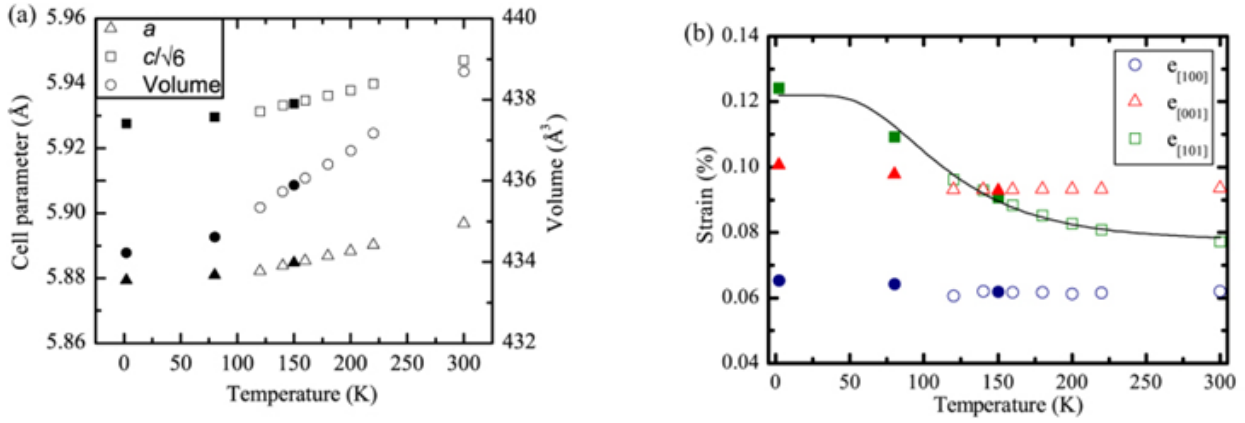 (a)
5.96
5.94
5.92
5.90
5.88
5.86
Cell parameter (Å)
a
c/√6
Volume
440
438
436
434
432
Volume (Å³)
0 50 100 150 200 250 300
Temperature (K)
(b)
0.14
0.12
0.10
0.08
0.06
0.04
Strain (%)
e[100]
e[001]
e[101]
0 50 100 150 200 250 300
Temperature (K)